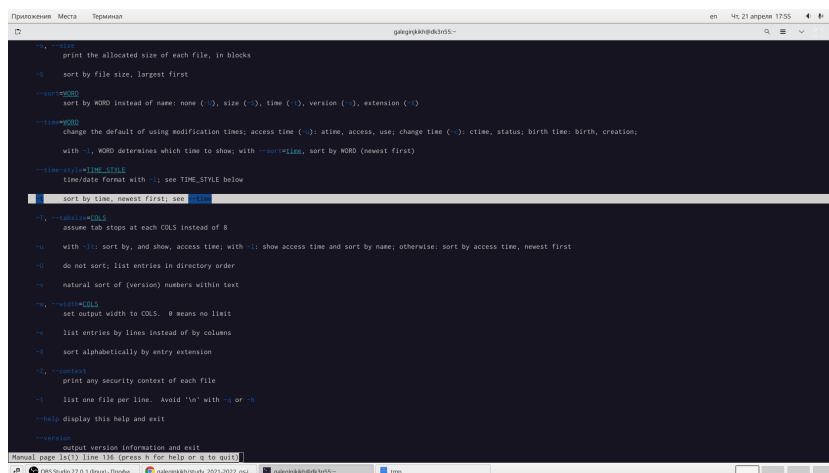 Приложения Места Терминал en Чт, 21 апреля 17:55
galeginjkikh@dk3n55:~
-s, --size
print the allocated size of each file, in blocks
-S sort by file size, largest first
--sort=WORD
sort by WORD instead of name: none (-U), size (-S), time (-t), version (-v), extension (-X)
--time=WORD
change the default of using modification times; access time (-u): atime, access, use; change time (-c): ctime, status; birth time: birth, creation;
with -l, WORD determines which time to show; with --sort=time, sort by WORD (newest first)
--time-style=TIME_STYLE
time/date format with -l; see TIME_STYLE below
-t sort by time, newest first; see --time
-T, --tabsize=COLS
assume tab stops at each COLS instead of 8
-u with -lt: sort by, and show, access time; with -l: show access time and sort by name; otherwise: sort by access time, newest first
-U do not sort; list entries in directory order
-v natural sort of (version) numbers within text
-w, --width=COLS
set output width to COLS. 0 means no limit
-x list entries by lines instead of by columns
-X sort alphabetically by entry extension
-Z, --context
print any security context of each file
-1 list one file per line. Avoid '\n' with -q or -b
--help display this help and exit
--version
output version information and exit
Manual page ls(1) line 136 (press h for help or q to quit)
OBS Studio 27.0.1 (linux) - Профи... galeginjkikh/study_2021-2022_os-i... galeginjkikh@dk3n55:~ tmp